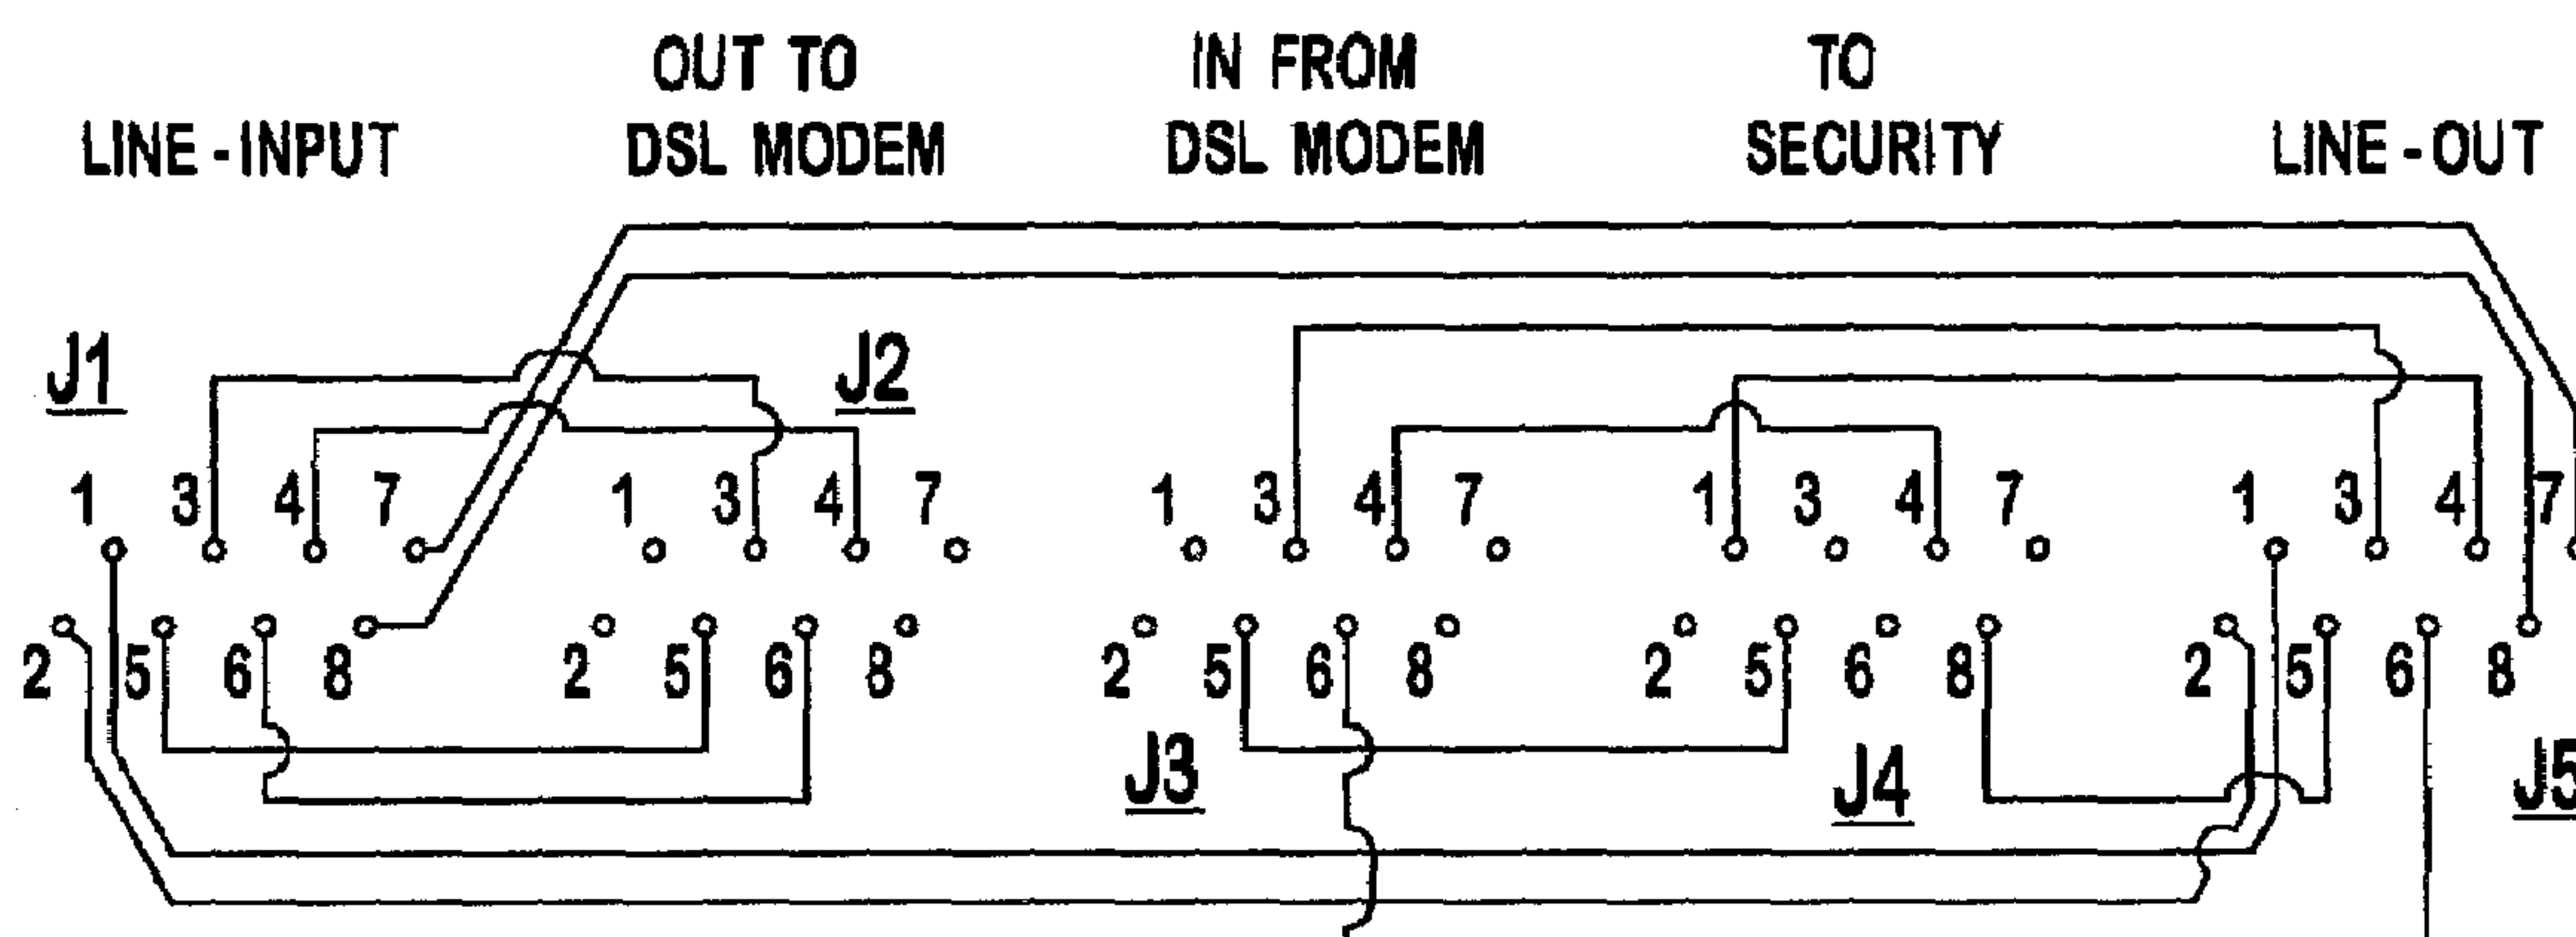 OUT TO IN FROM TO
LINE-INPUT DSL MODEM DSL MODEM SECURITY LINE-OUT
J1 J2
1 3 4 7 1 3 4 7 1 3 4 7 1 3 4 7 1 3 4 7
2 5 6 8 2 5 6 8 2 5 6 8 2 5 6 8 2 5 6 8
J3 J4 J5